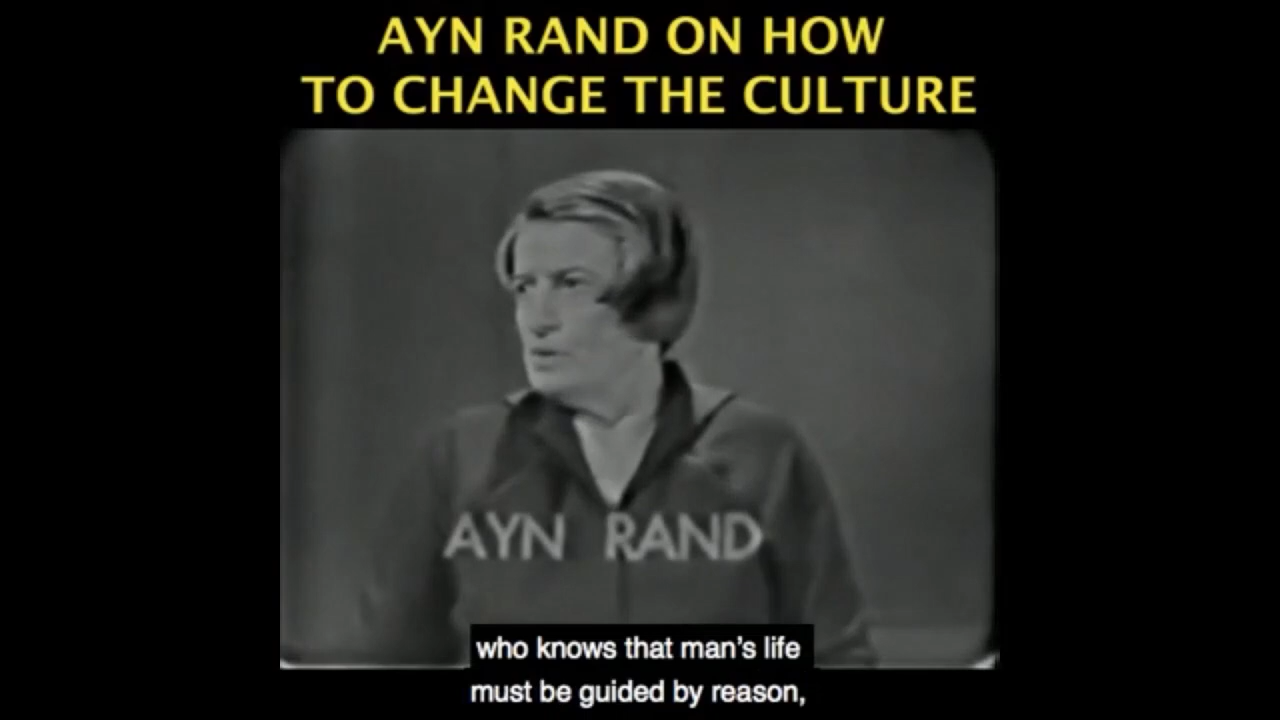 AYN RAND ON HOW
TO CHANGE THE CULTURE
AYN RAND
who knows that man's life
must be guided by reason,